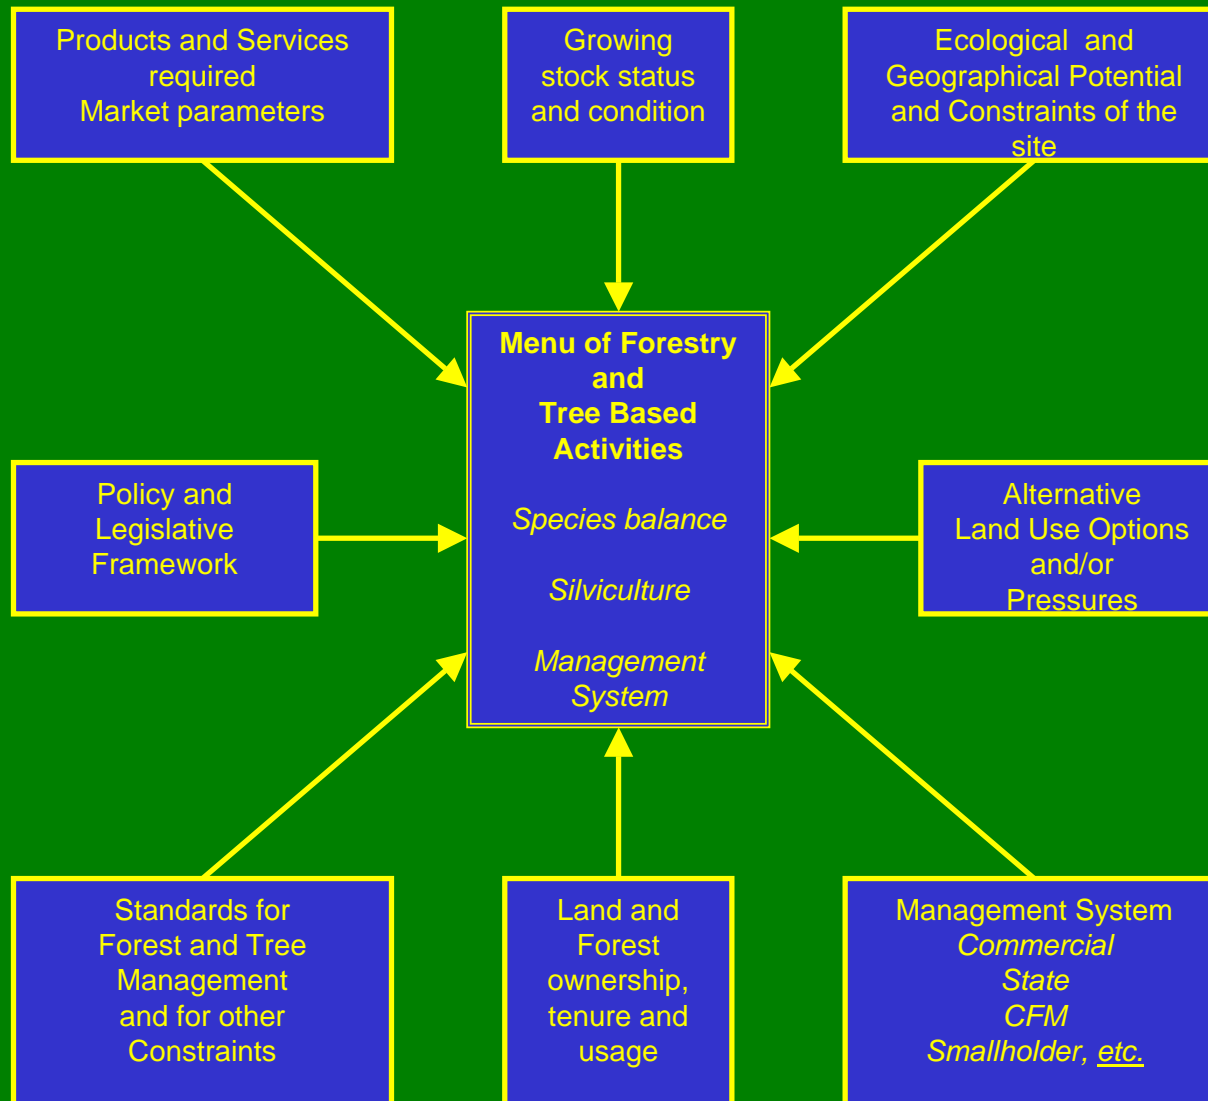 Products and Services
required
Market parameters
Growing
stock status
and condition
Ecological and
Geographical Potential
and Constraints of the
site
Menu of Forestry
and
Tree Based
Activities
Species balance
Silviculture
Management
System
Policy and
Legislative
Framework
Alternative
Land Use Options
and/or
Pressures
Standards for
Forest and Tree
Management
and for other
Constraints
Land and
Forest
ownership,
tenure and
usage
Management System
Commercial
State
CFM
Smallholder, etc.